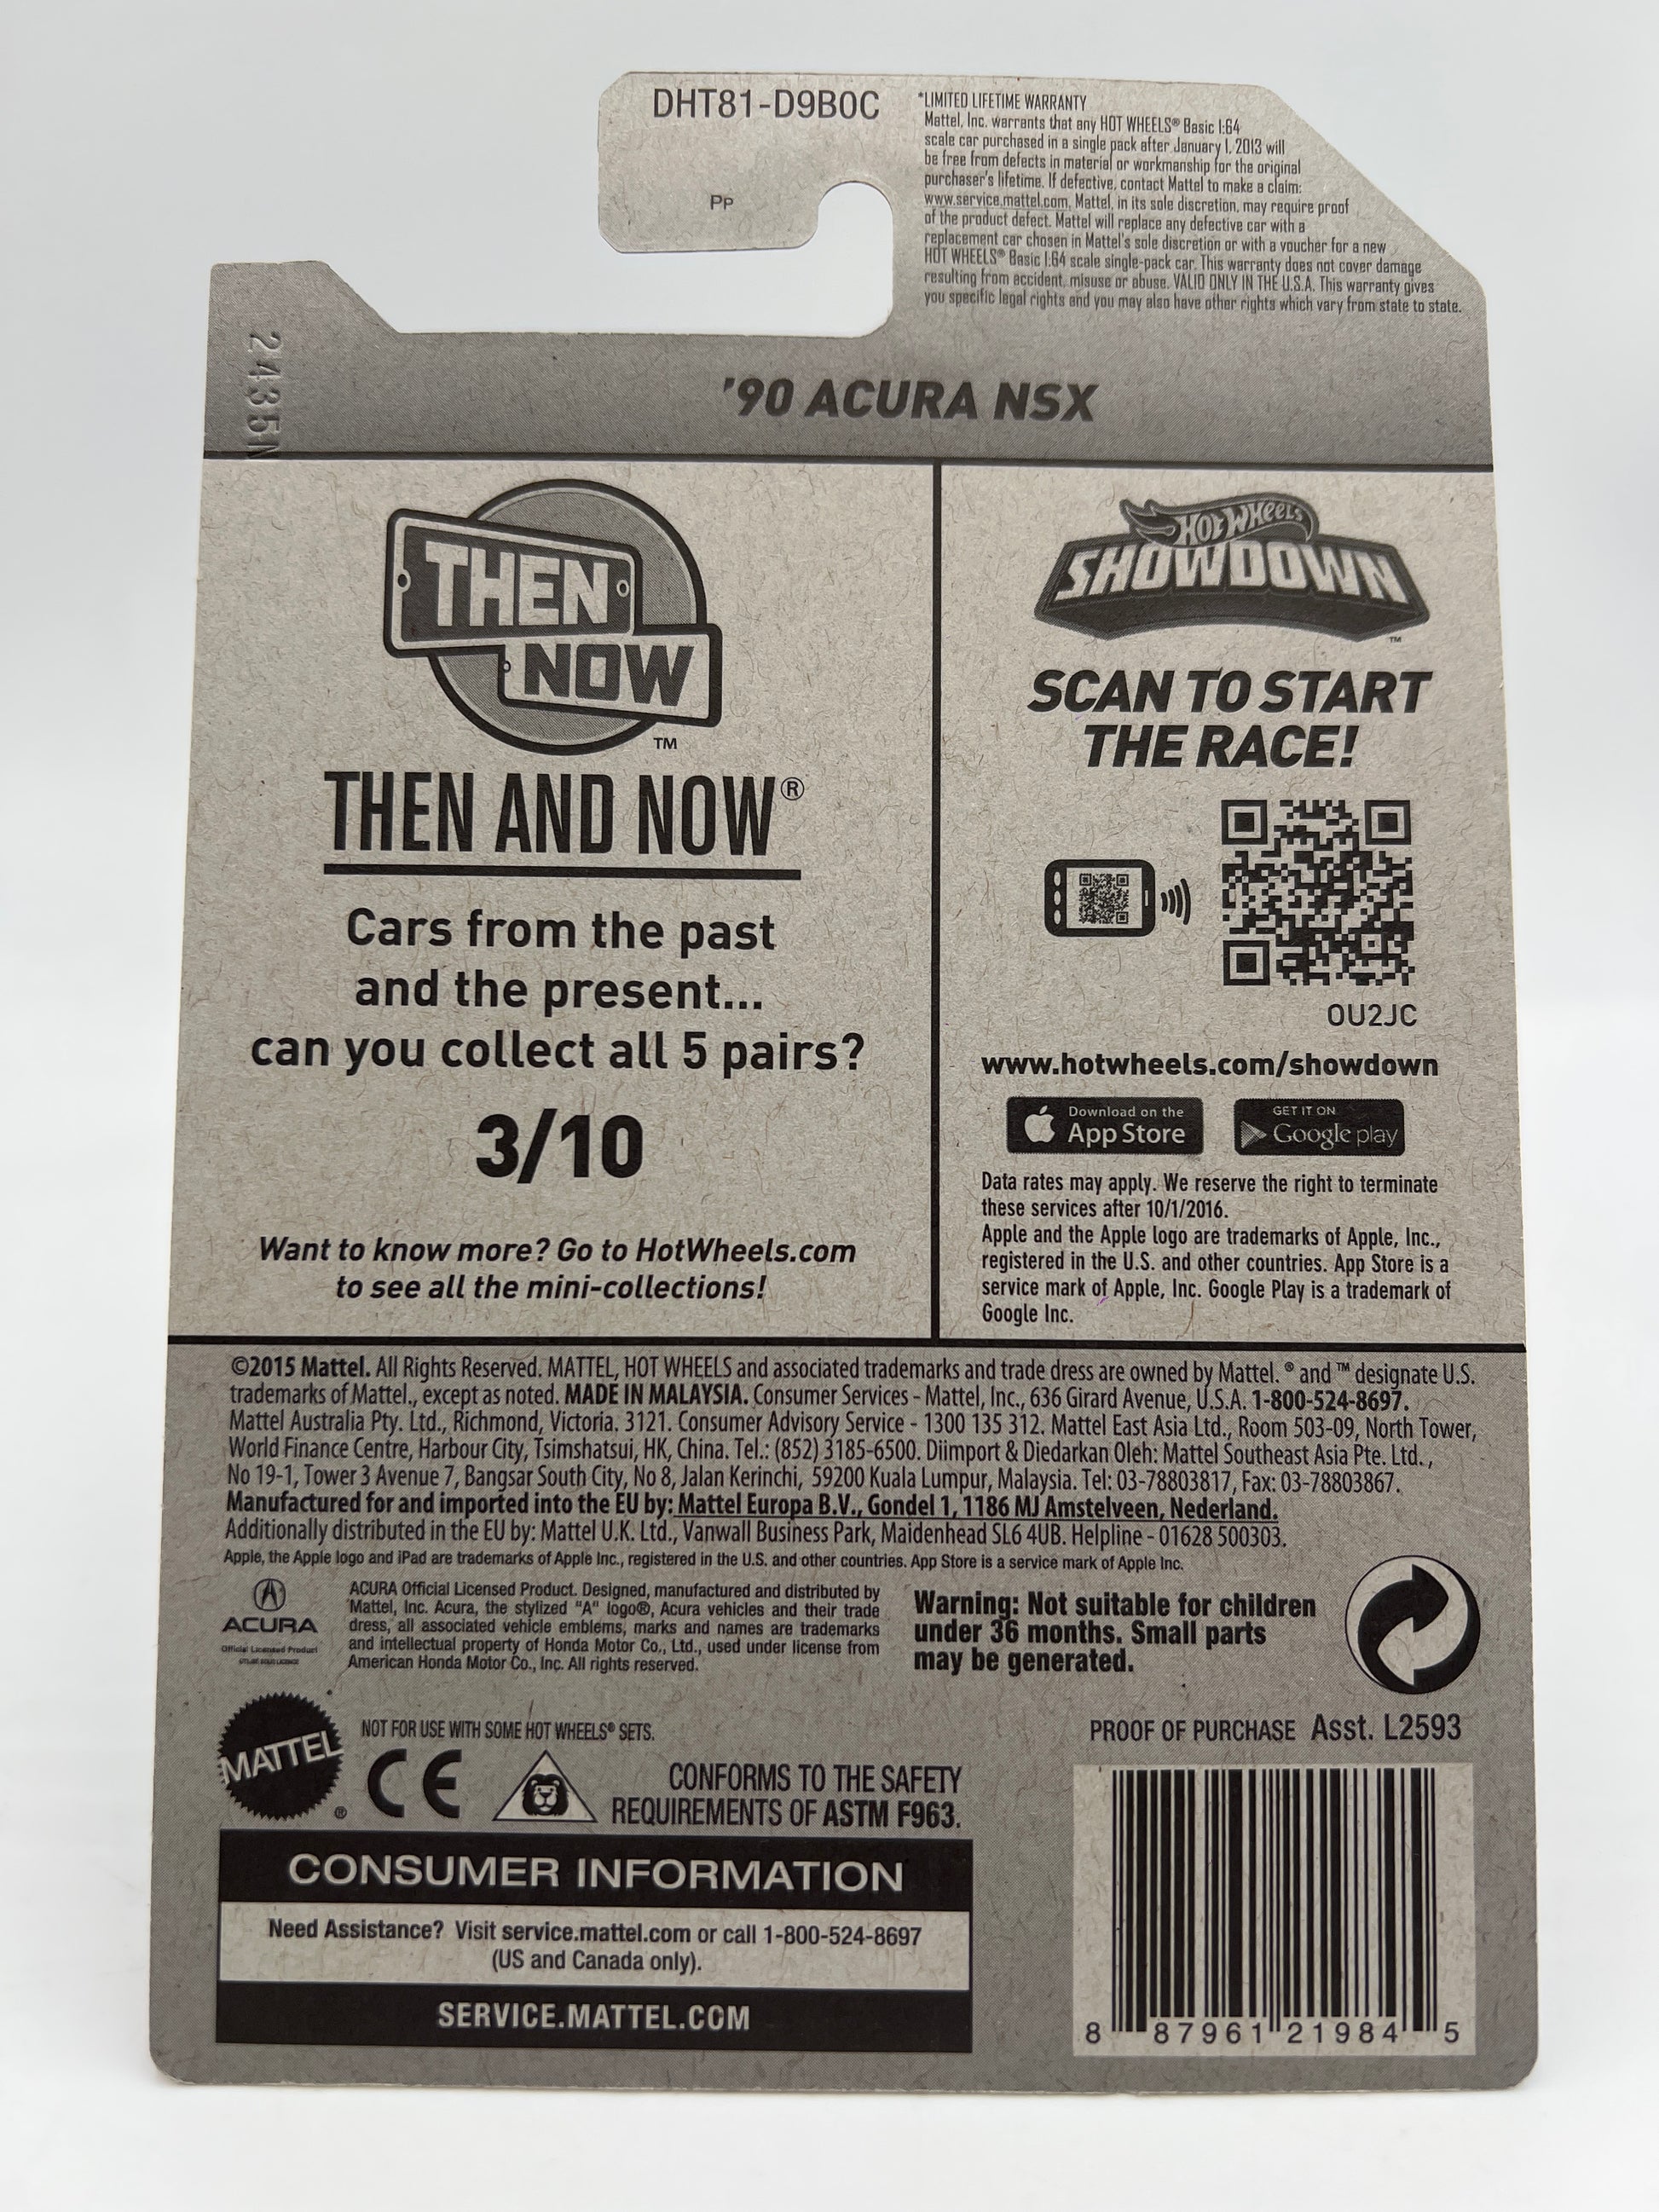 DHT81-D9B0C
PP
*LIMITED LIFETIME WARRANTY
Mattel, Inc. warrants that any HOT WHEELS® Basic 1:64
scale car purchased in a single pack after January 1, 2013 will
be free from defects in material or workmanship for the original
purchaser's lifetime. If defective, contact Mattel to make a claim:
www.service.mattel.com. Mattel, in its sole discretion, may require proof
of the product defect. Mattel will replace any defective car with a
replacement car chosen in Mattel's sole discretion or with a voucher for a new
HOT WHEELS® Basic 1:64 scale single-pack car. This warranty does not cover damage
resulting from accident, misuse or abuse. VALID ONLY IN THE U.S.A. This warranty gives
you specific legal rights and you may also have other rights which vary from state to state.
2435N
'90 ACURA NSX
THEN
NOW
™
THEN AND NOW®
Cars from the past
and the present...
can you collect all 5 pairs?
3/10
Want to know more? Go to HotWheels.com
to see all the mini-collections!
HOT WHEELS
SHOWDOWN
™
SCAN TO START
THE RACE!
0U2JC
www.hotwheels.com/showdown
Download on the
App Store
GET IT ON
Google play
Data rates may apply. We reserve the right to terminate
these services after 10/1/2016.
Apple and the Apple logo are trademarks of Apple, Inc.,
registered in the U.S. and other countries. App Store is a
service mark of Apple, Inc. Google Play is a trademark of
Google Inc.
©2015 Mattel. All Rights Reserved. MATTEL, HOT WHEELS and associated trademarks and trade dress are owned by Mattel. ® and ™ designate U.S.
trademarks of Mattel., except as noted. MADE IN MALAYSIA. Consumer Services - Mattel, Inc., 636 Girard Avenue, U.S.A. 1-800-524-8697.
Mattel Australia Pty. Ltd., Richmond, Victoria. 3121. Consumer Advisory Service - 1300 135 312. Mattel East Asia Ltd., Room 503-09, North Tower,
World Finance Centre, Harbour City, Tsimshatsui, HK, China. Tel.: (852) 3185-6500. Diimport & Diedarkan Oleh: Mattel Southeast Asia Pte. Ltd.,
No 19-1, Tower 3 Avenue 7, Bangsar South City, No 8, Jalan Kerinchi, 59200 Kuala Lumpur, Malaysia. Tel: 03-78803817, Fax: 03-78803867.
Manufactured for and imported into the EU by: Mattel Europa B.V., Gondel 1, 1186 MJ Amstelveen, Nederland.
Additionally distributed in the EU by: Mattel U.K. Ltd., Vanwall Business Park, Maidenhead SL6 4UB. Helpline - 01628 500303.
Apple, the Apple logo and iPad are trademarks of Apple Inc., registered in the U.S. and other countries. App Store is a service mark of Apple Inc.
ACURA
Official Licensed Product
ACURA Official Licensed Product. Designed, manufactured and distributed by
Mattel, Inc. Acura, the stylized "A" logo®, Acura vehicles and their trade
dress, all associated vehicle emblems, marks and names are trademarks
and intellectual property of Honda Motor Co., Ltd., used under license from
American Honda Motor Co., Inc. All rights reserved.
Warning: Not suitable for children
under 36 months. Small parts
may be generated.
MATTEL
®
NOT FOR USE WITH SOME HOT WHEELS® SETS.
CE
CONFORMS TO THE SAFETY
REQUIREMENTS OF ASTM F963.
PROOF OF PURCHASE Asst. L2593
CONSUMER INFORMATION
Need Assistance? Visit service.mattel.com or call 1-800-524-8697
(US and Canada only).
SERVICE.MATTEL.COM
8 87961 21984 5